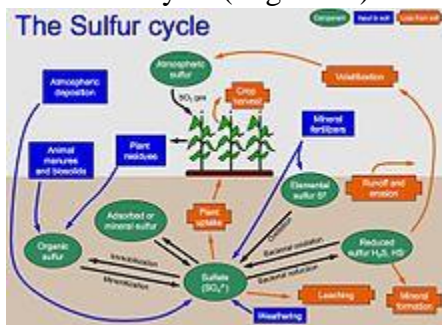 The Sulfur cycle
Component
Input to soil
Loss from soil
Atmospheric
sulfur
Volatilization
Atmospheric
deposition
SO₂ gas
Crop
harvest
Mineral
fertilizers
Animal
manures
and biosolids
Plant
residues
Elemental
sulfur S⁰
Runoff and
erosion
Adsorbed or
mineral sulfur
Plant
uptake
Oxidation
Organic
sulfur
Bacterial oxidation
Reduced
sulfur H₂S, HS⁻
Immobilization
Bacterial reduction
Mineralization
Sulfate
(SO₄²⁻)
Leaching
Mineral
formation
Weathering